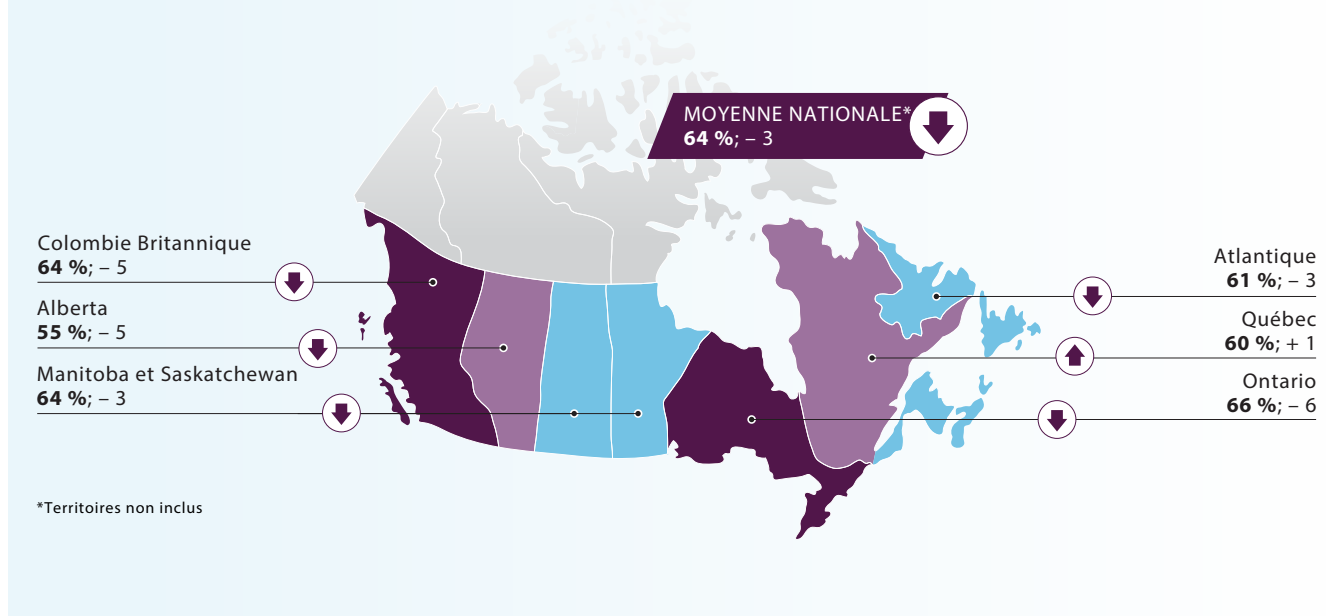 MOYENNE NATIONALE*
64 %; – 3
Colombie Britannique
64 %; – 5
Alberta
55 %; – 5
Manitoba et Saskatchewan
64 %; – 3
Atlantique
61 %; – 3
Québec
60 %; + 1
Ontario
66 %; – 6
*Territoires non inclus